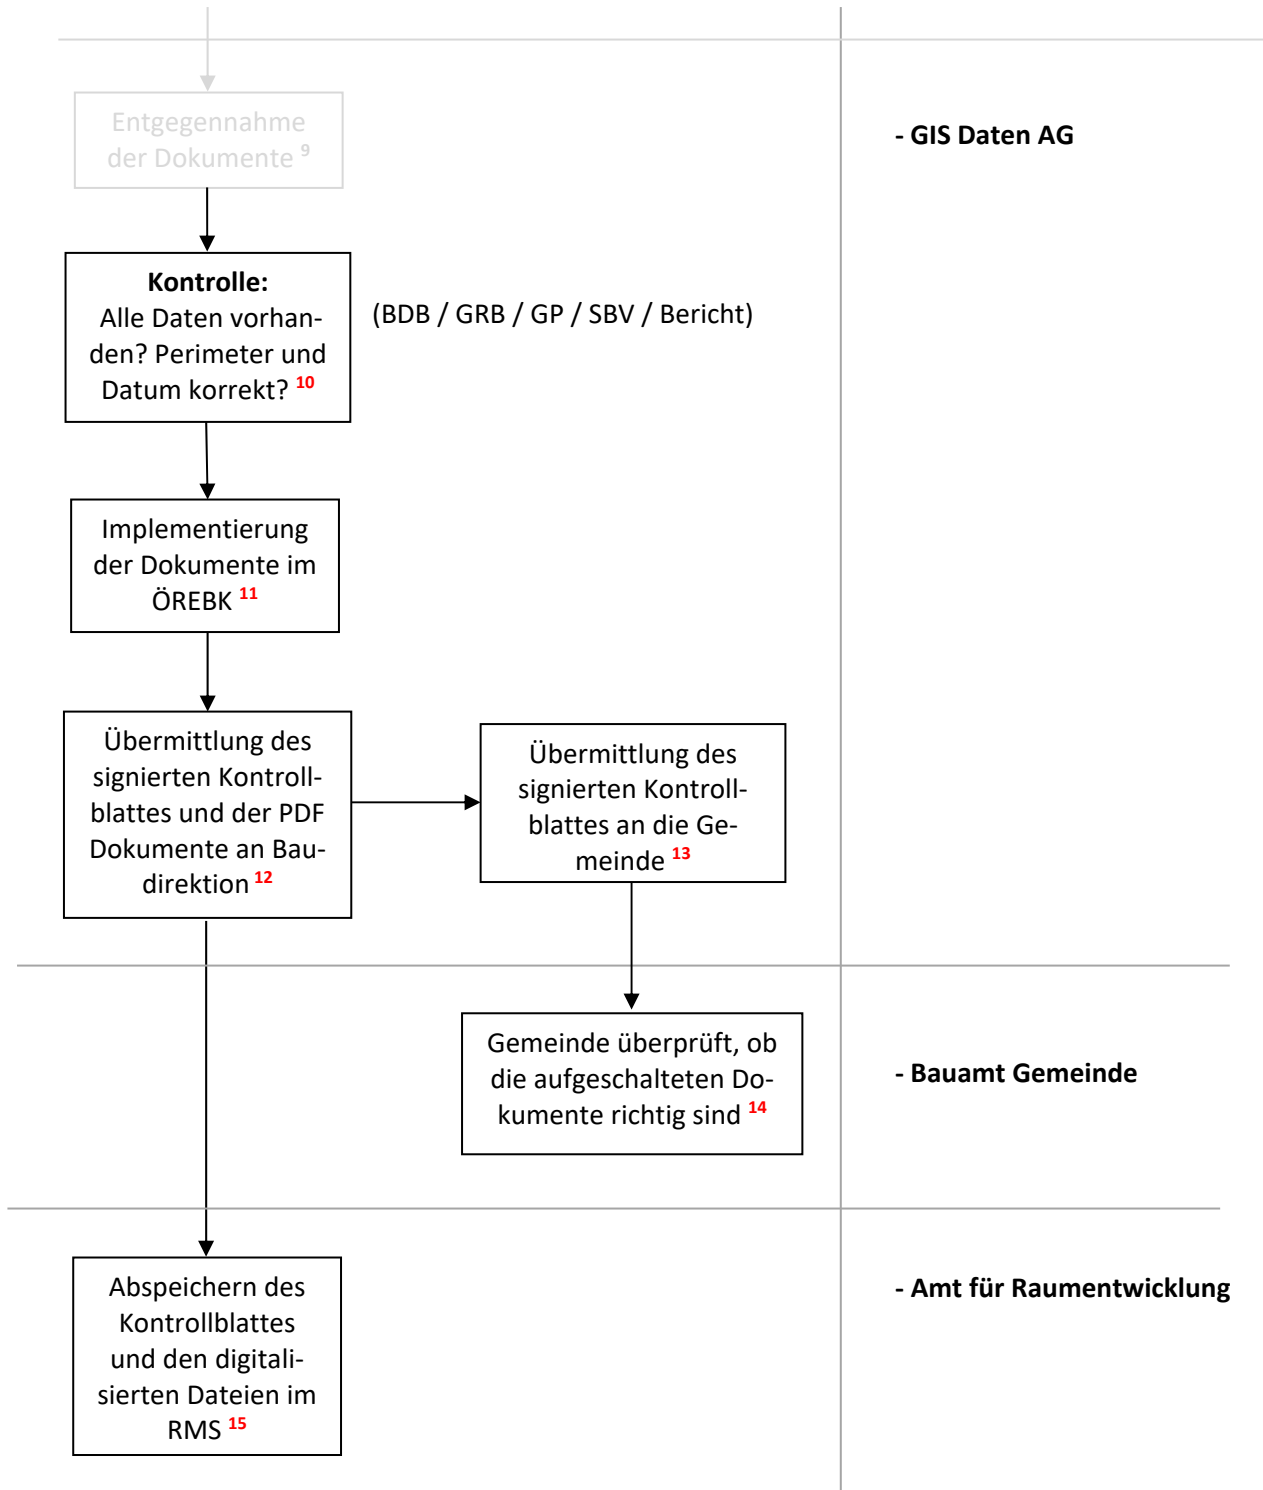 Entgegennahme
der Dokumente 9
- GIS Daten AG
Kontrolle:
Alle Daten vorhan-
den? Perimeter und
Datum korrekt? 10
(BDB / GRB / GP / SBV / Bericht)
Implementierung
der Dokumente im
ÖREBK 11
Übermittlung des
signierten Kontroll-
blattes und der PDF
Dokumente an Bau-
direktion 12
Übermittlung des
signierten Kontroll-
blattes an die Ge-
meinde 13
Gemeinde überprüft, ob
die aufgeschalteten Do-
kumente richtig sind 14
- Bauamt Gemeinde
Abspeichern des
Kontrollblattes
und den digitali-
sierten Dateien im
RMS 15
- Amt für Raumentwicklung